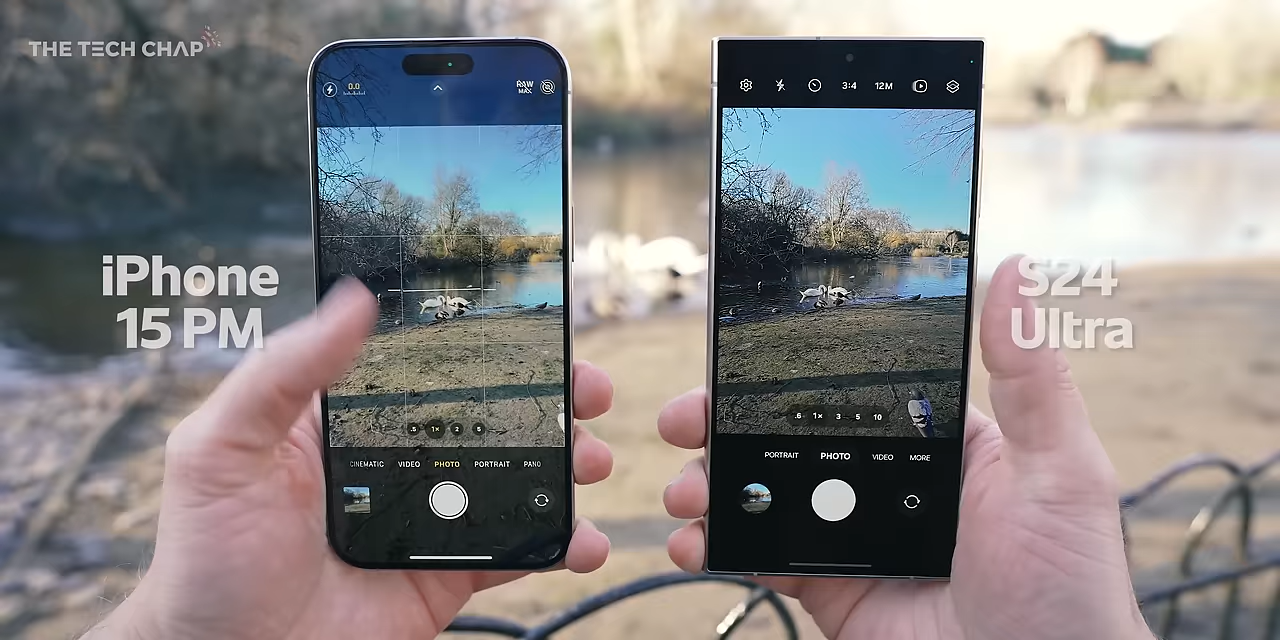 THE TECH CHAP
0.0
RAW
MAX
3:4
12M
iPhone
15 PM
S24
Ultra
.5 1× 2 5
.6 1× 3 5 10
CINEMATIC VIDEO PHOTO PORTRAIT PANO
PORTRAIT PHOTO VIDEO MORE